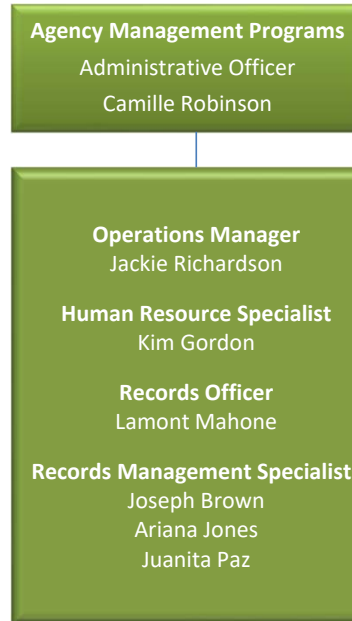 Agency Management Programs
Administrative Officer
Camille Robinson
Operations Manager
Jackie Richardson
Human Resource Specialist
Kim Gordon
Records Officer
Lamont Mahone
Records Management Specialist
Joseph Brown
Ariana Jones
Juanita Paz